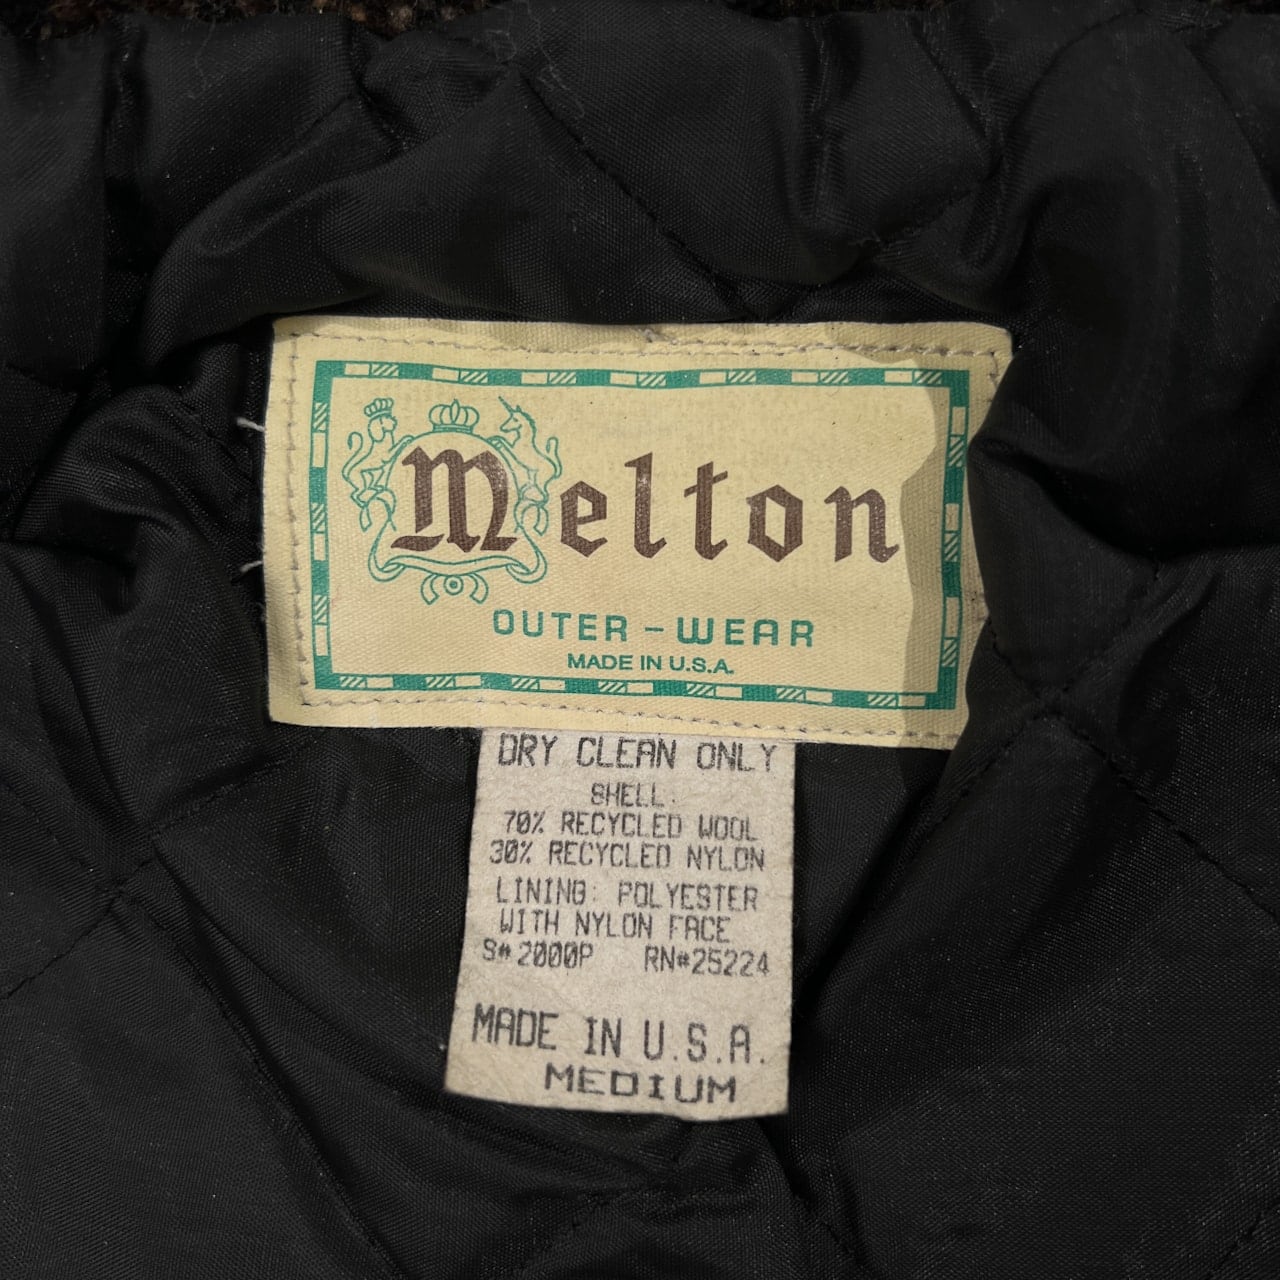 Melton
OUTER-WEAR
MADE IN U.S.A.
DRY CLEAN ONLY
SHELL:
70% RECYCLED WOOL
30% RECYCLED NYLON
LINING: POLYESTER
WITH NYLON FACE
S# 2000P RN#25224
MADE IN U.S.A.
MEDIUM